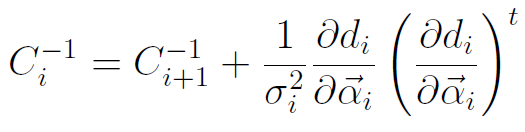 $C_i^{-1} = C_{i+1}^{-1} + \frac{1}{\sigma_i^2} \frac{\partial d_i}{\partial \vec{\alpha}_i} \left( \frac{\partial d_i}{\partial \vec{\alpha}_i} \right)^t$